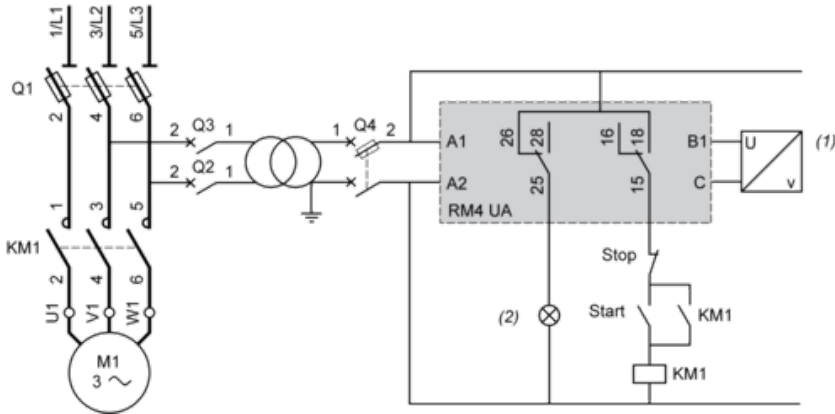 1/L1 3/L2 5/L3
Q1
2 4 6
2 Q3 1
1 Q4 2
2 Q2 1
A1
A2
26 28
25
16 18
15
B1
C
RM4 UA
U
v
(1)
KM1
1 3 5
2 4 6
U1 V1 W1
M1
3
(2)
Stop
Start
KM1
KM1